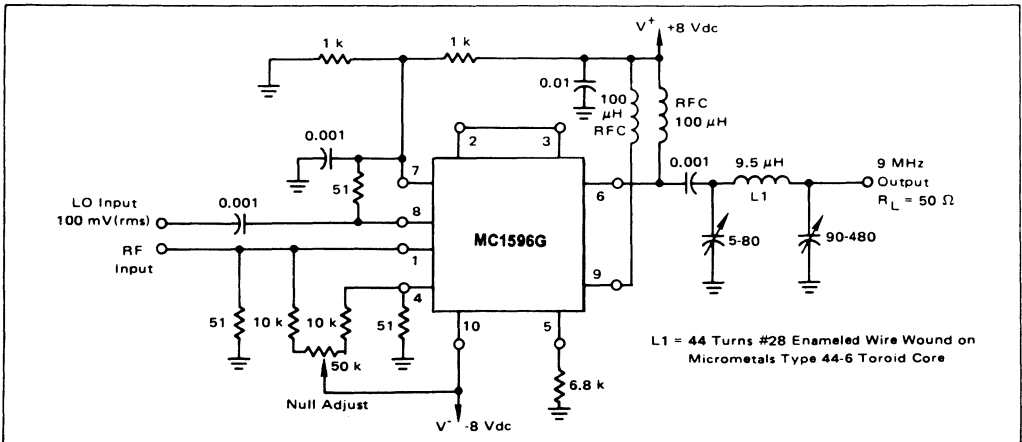 V+ +8 Vdc
1 k
1 k
0.01
100
μH
RFC
RFC
100 μH
2
3
0.001
7
51
6
0.001
9.5 μH
L1
9 MHz
Output
RL = 50 Ω
LO Input
100 mV(rms)
0.001
8
MC1596G
RF
Input
1
5-80
90-480
4
9
51
10 k
10 k
51
10
5
50 k
Null Adjust
6.8 k
V- -8 Vdc
L1 = 44 Turns #28 Enameled Wire Wound on
Micrometals Type 44-6 Toroid Core